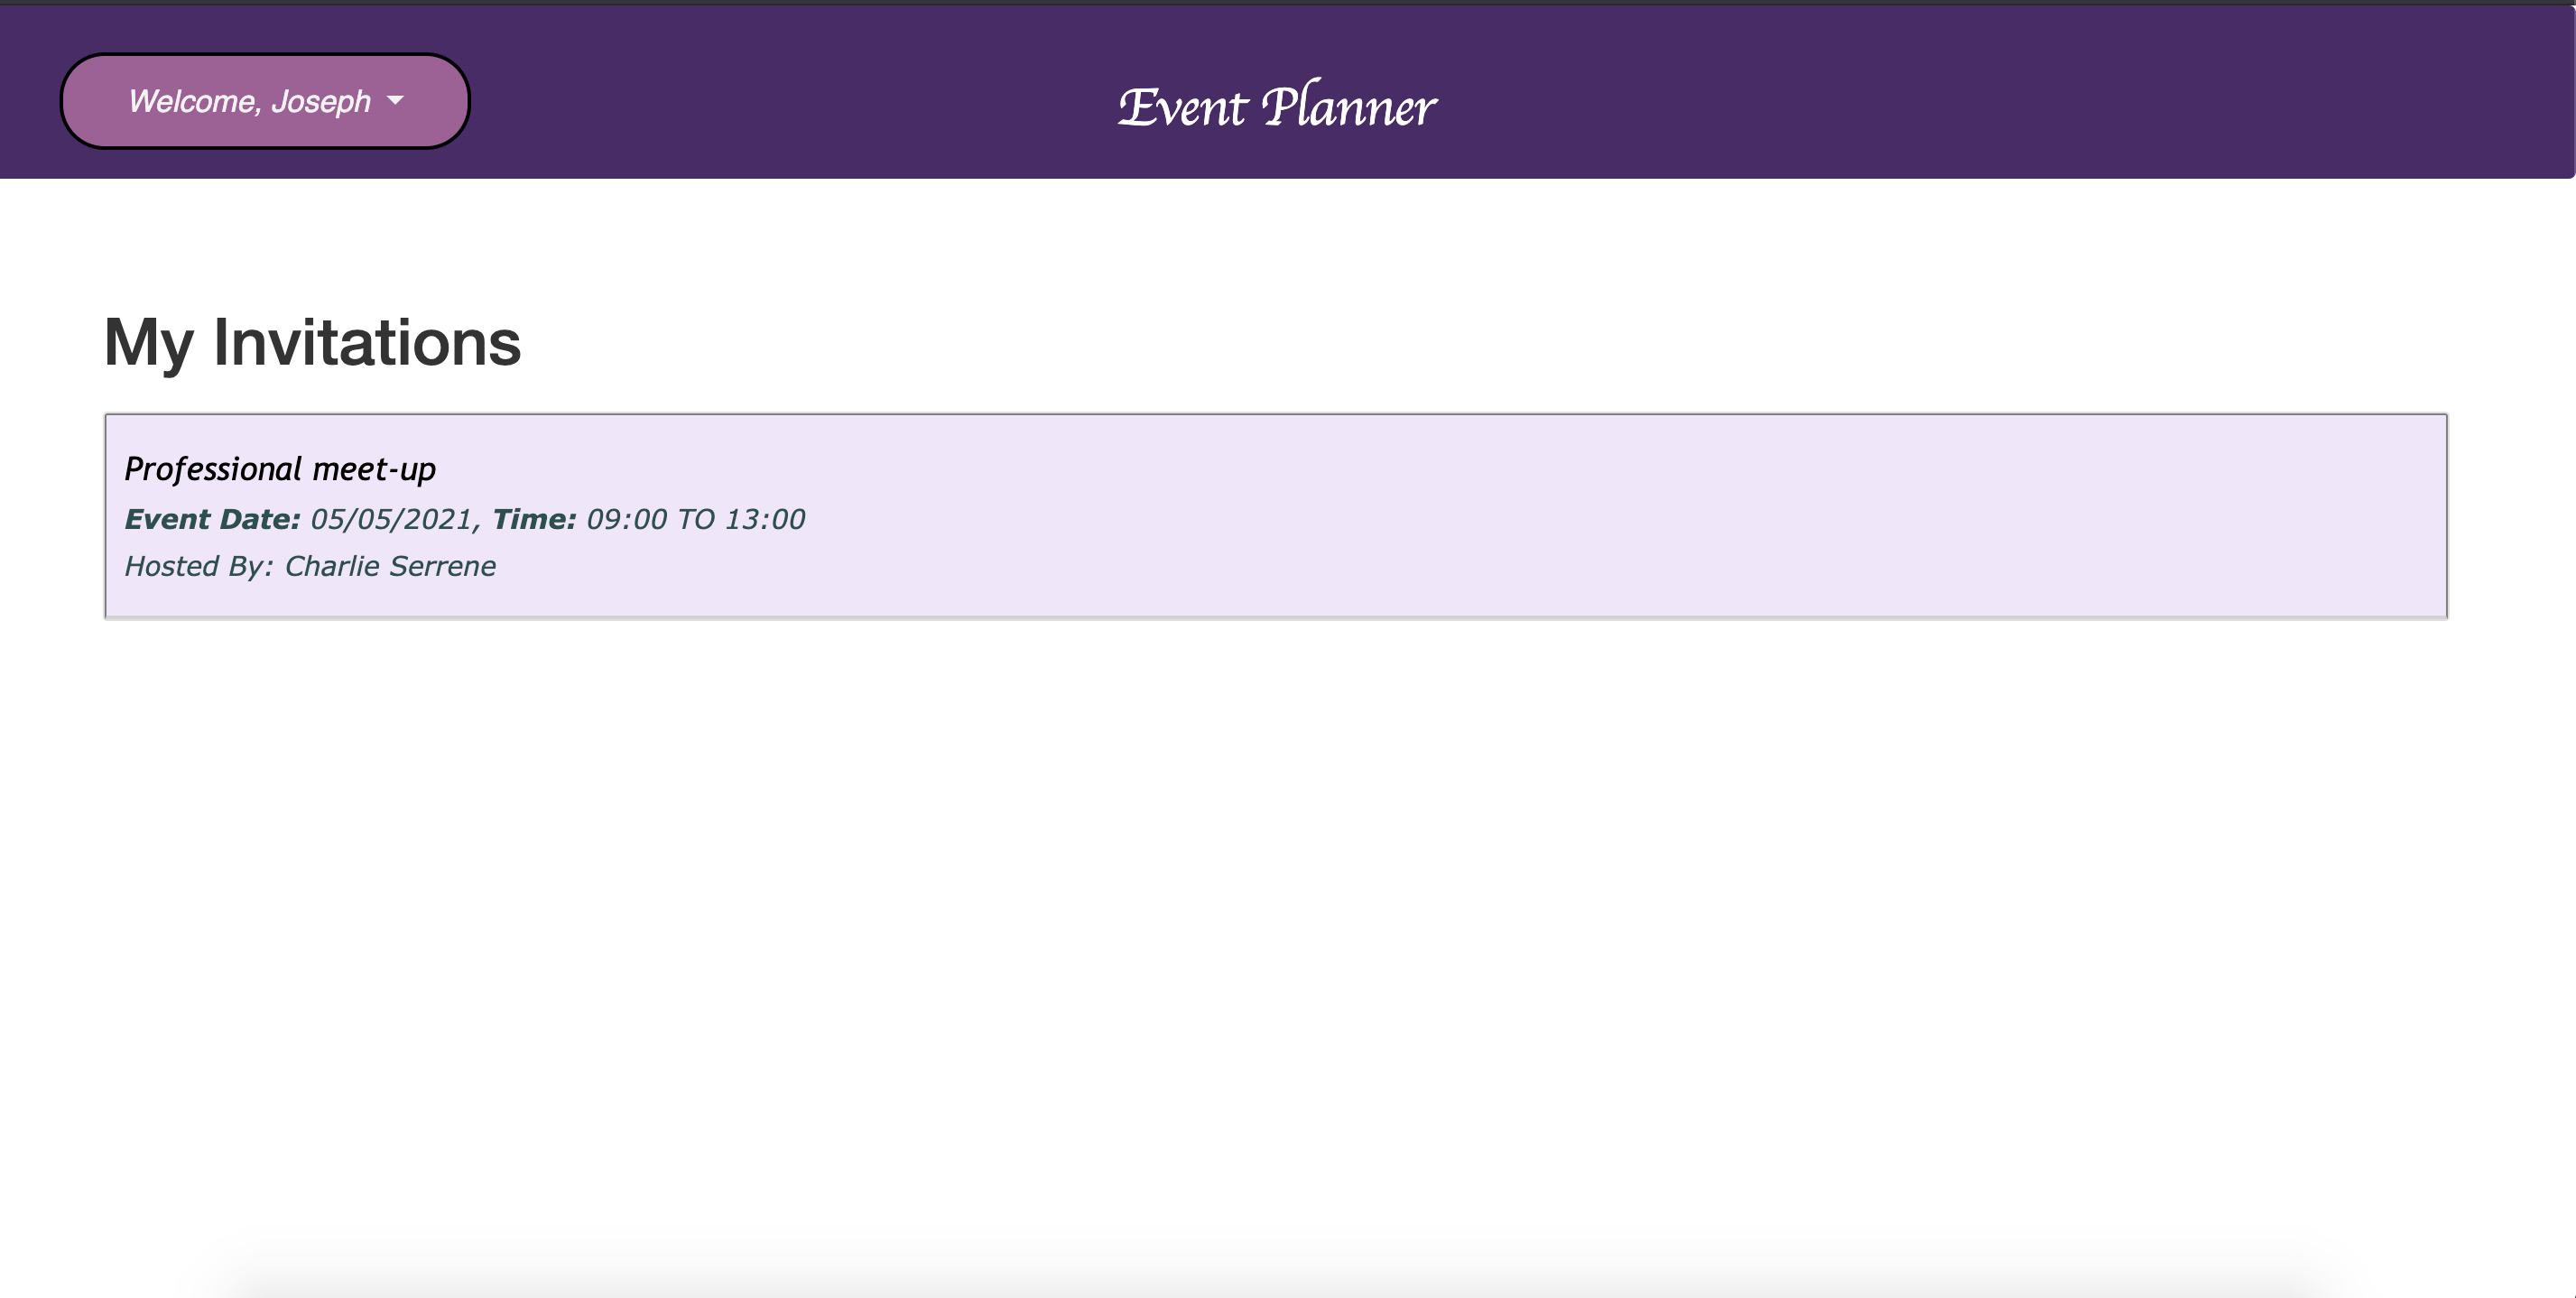 Welcome, Joseph
Event Planner
My Invitations
Professional meet-up
Event Date: 05/05/2021, Time: 09:00 TO 13:00
Hosted By: Charlie Serrene